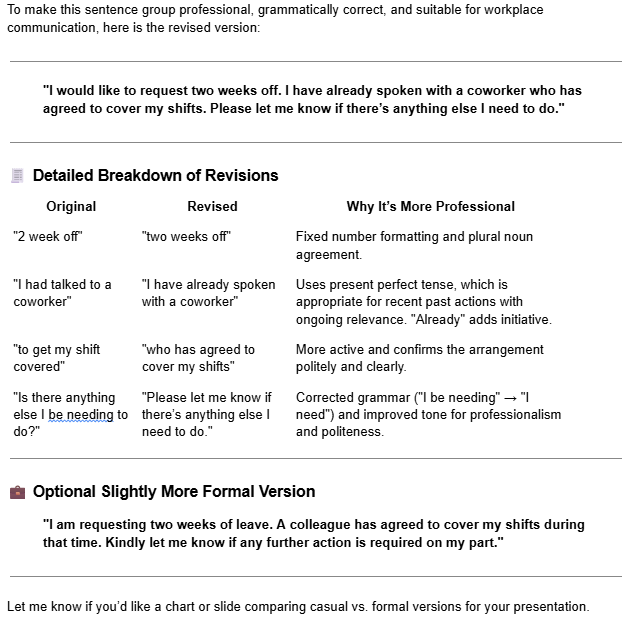 To make this sentence group professional, grammatically correct, and suitable for workplace
communication, here is the revised version:
"I would like to request two weeks off. I have already spoken with a coworker who has
agreed to cover my shifts. Please let me know if there's anything else I need to do."
Detailed Breakdown of Revisions
Original Revised Why It's More Professional
"2 week off" "two weeks off" Fixed number formatting and plural noun
agreement.
"I had talked to a "I have already spoken Uses present perfect tense, which is
coworker" with a coworker" appropriate for recent past actions with
ongoing relevance. "Already" adds initiative.
"to get my shift "who has agreed to More active and confirms the arrangement
covered" cover my shifts" politely and clearly.
"Is there anything "Please let me know if Corrected grammar ("I be needing" → "I
else I be needing to there's anything else I need") and improved tone for professionalism
do?" need to do." and politeness.
Optional Slightly More Formal Version
"I am requesting two weeks of leave. A colleague has agreed to cover my shifts during
that time. Kindly let me know if any further action is required on my part."
Let me know if you'd like a chart or slide comparing casual vs. formal versions for your presentation.